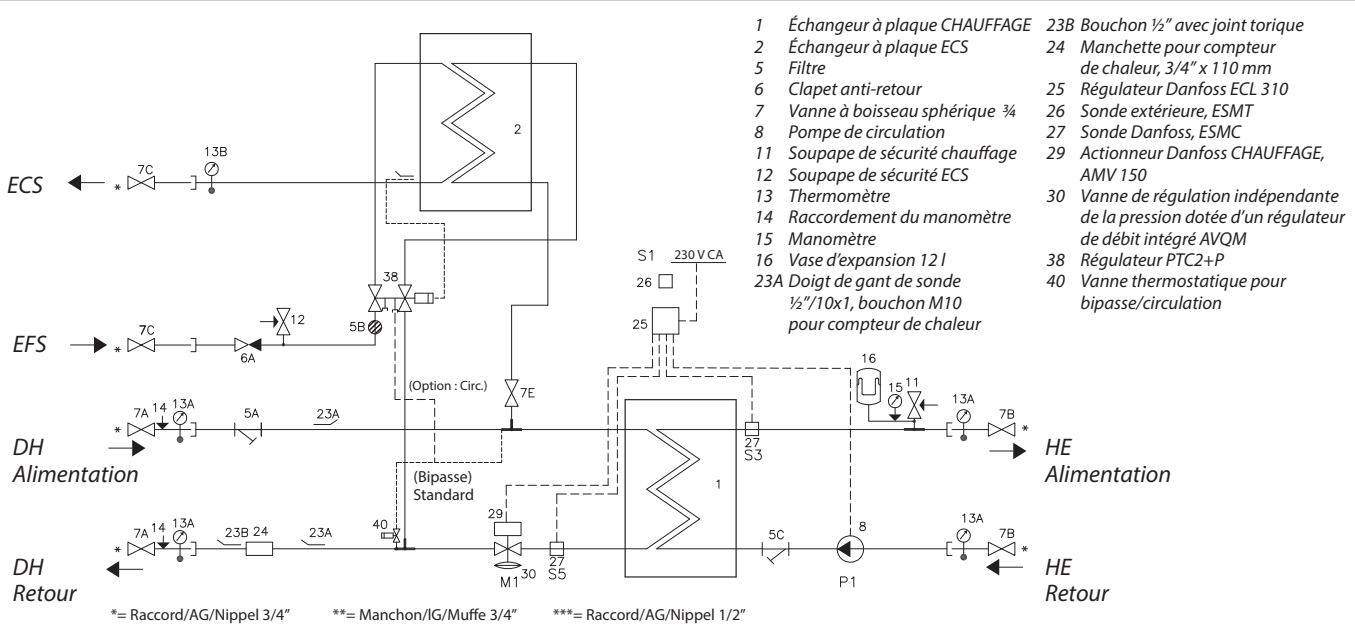 1 Échangeur à plaque CHAUFFAGE
2 Échangeur à plaque ECS
5 Filtre
6 Clapet anti-retour
7 Vanne à boisseau sphérique ¾
8 Pompe de circulation
11 Soupape de sécurité chauffage
12 Soupape de sécurité ECS
13 Thermomètre
14 Raccordement du manomètre
15 Manomètre
16 Vase d'expansion 12 l
23A Doigt de gant de sonde
½"/10x1, bouchon M10
pour compteur de chaleur
23B Bouchon ½" avec joint torique
24 Manchette pour compteur
de chaleur, 3/4" x 110 mm
25 Régulateur Danfoss ECL 310
26 Sonde extérieure, ESMT
27 Sonde Danfoss, ESMC
29 Actionneur Danfoss CHAUFFAGE,
AMV 150
30 Vanne de régulation indépendante
de la pression dotée d'un régulateur
de débit intégré AVQM
38 Régulateur PTC2+P
40 Vanne thermostatique pour
bipasse/circulation
2
ECS
* 7C
13B
38
S1
230 V CA
26
25
5B
12
EFS
* 7C
6A
(Option : Circ.)
7E
16
15
11
DH
Alimentation
* 7A
14
13A
5A
23A
27
S3
13A
7B *
HE
Alimentation
(Bipasse)
Standard
1
DH
Retour
* 7A
14
13A
23B
24
23A
40
29
M1
30
27
S5
5C
8
P1
13A
7B *
HE
Retour
*= Raccord/AG/Nippel 3/4"
**= Manchon/IG/Muffe 3/4"
***= Raccord/AG/Nippel 1/2"